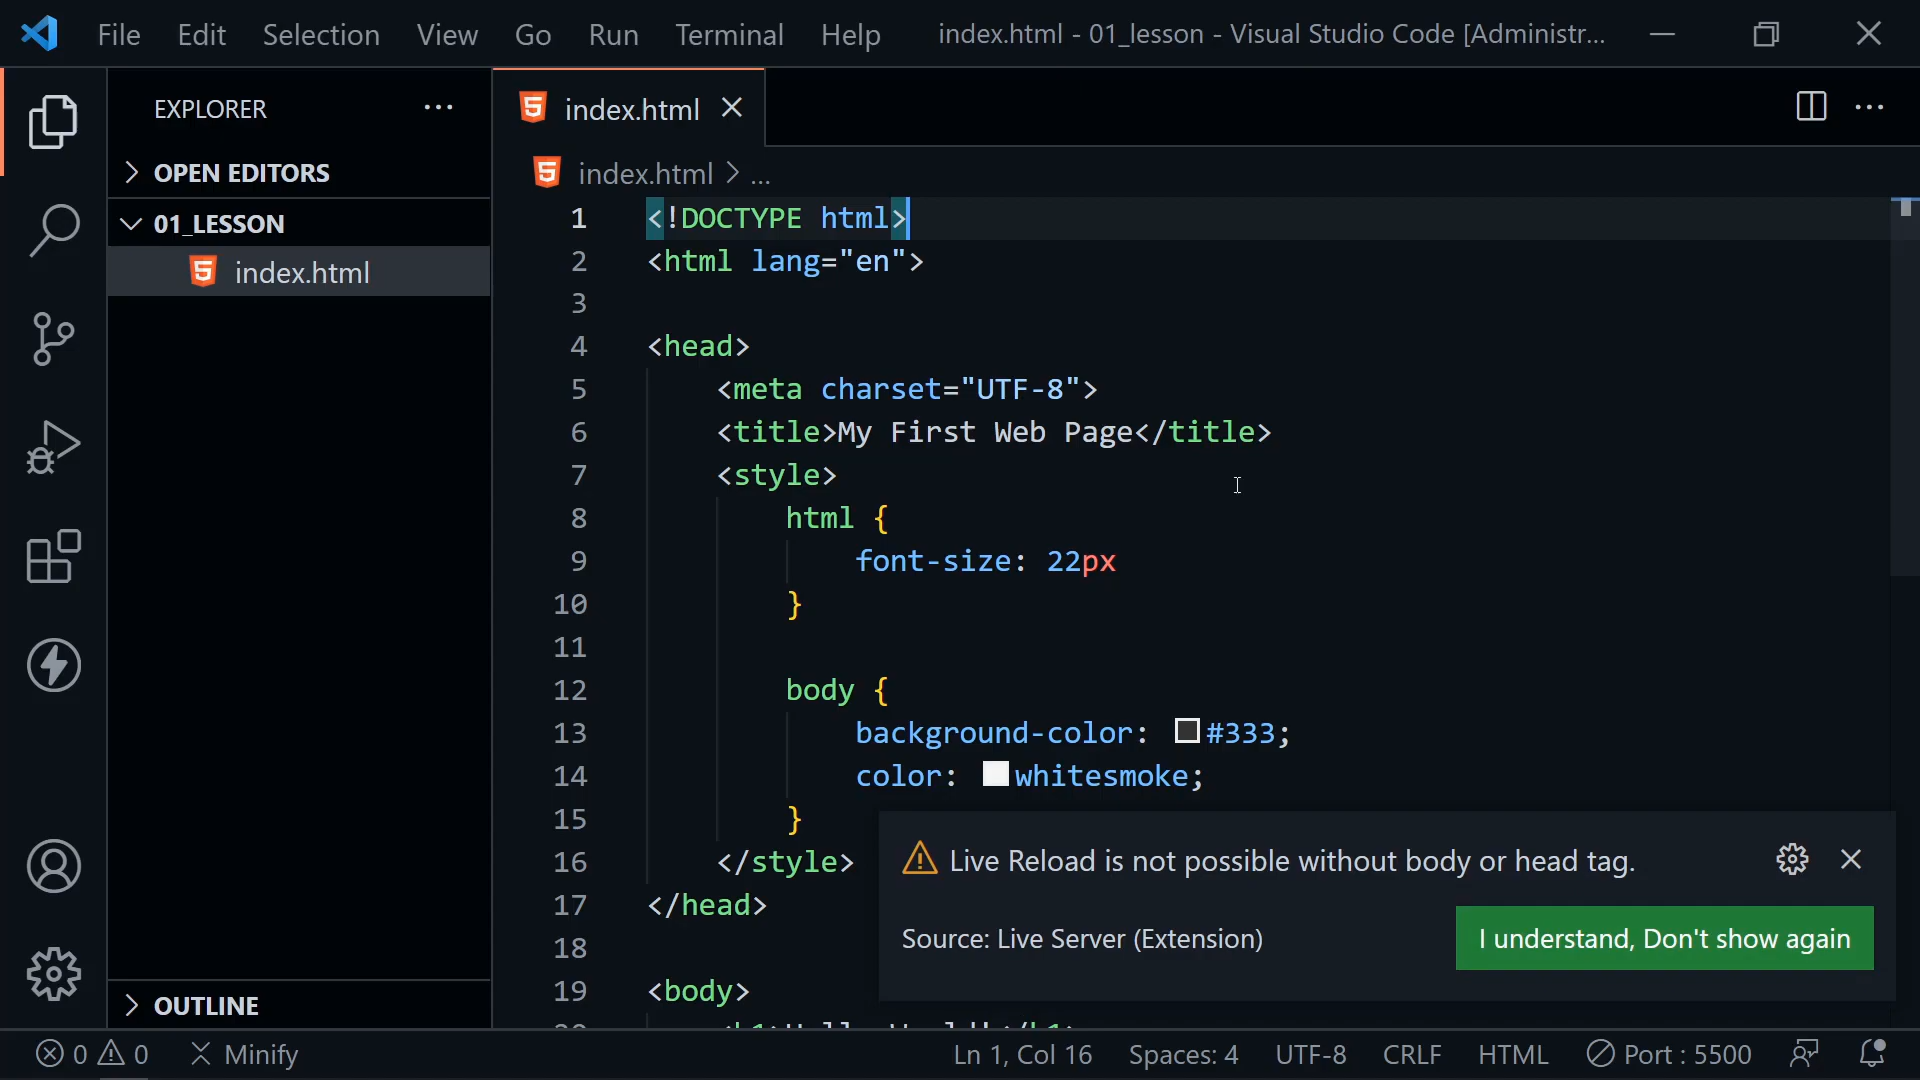 File Edit Selection View Go Run Terminal Help index.html - 01_lesson - Visual Studio Code [Administr...
EXPLORER
OPEN EDITORS
01_LESSON
index.html
OUTLINE
index.html
index.html > ...
1 <!DOCTYPE html>
2 <html lang="en">
3
4 <head>
5 <meta charset="UTF-8">
6 <title>My First Web Page</title>
7 <style>
8 html {
9 font-size: 22px
10 }
11
12 body {
13 background-color: #333;
14 color: whitesmoke;
15 }
16 </style>
17 </head>
18
19 <body>
Live Reload is not possible without body or head tag.
Source: Live Server (Extension)
I understand, Don't show again
0 0 Minify Ln 1, Col 16 Spaces: 4 UTF-8 CRLF HTML Port : 5500